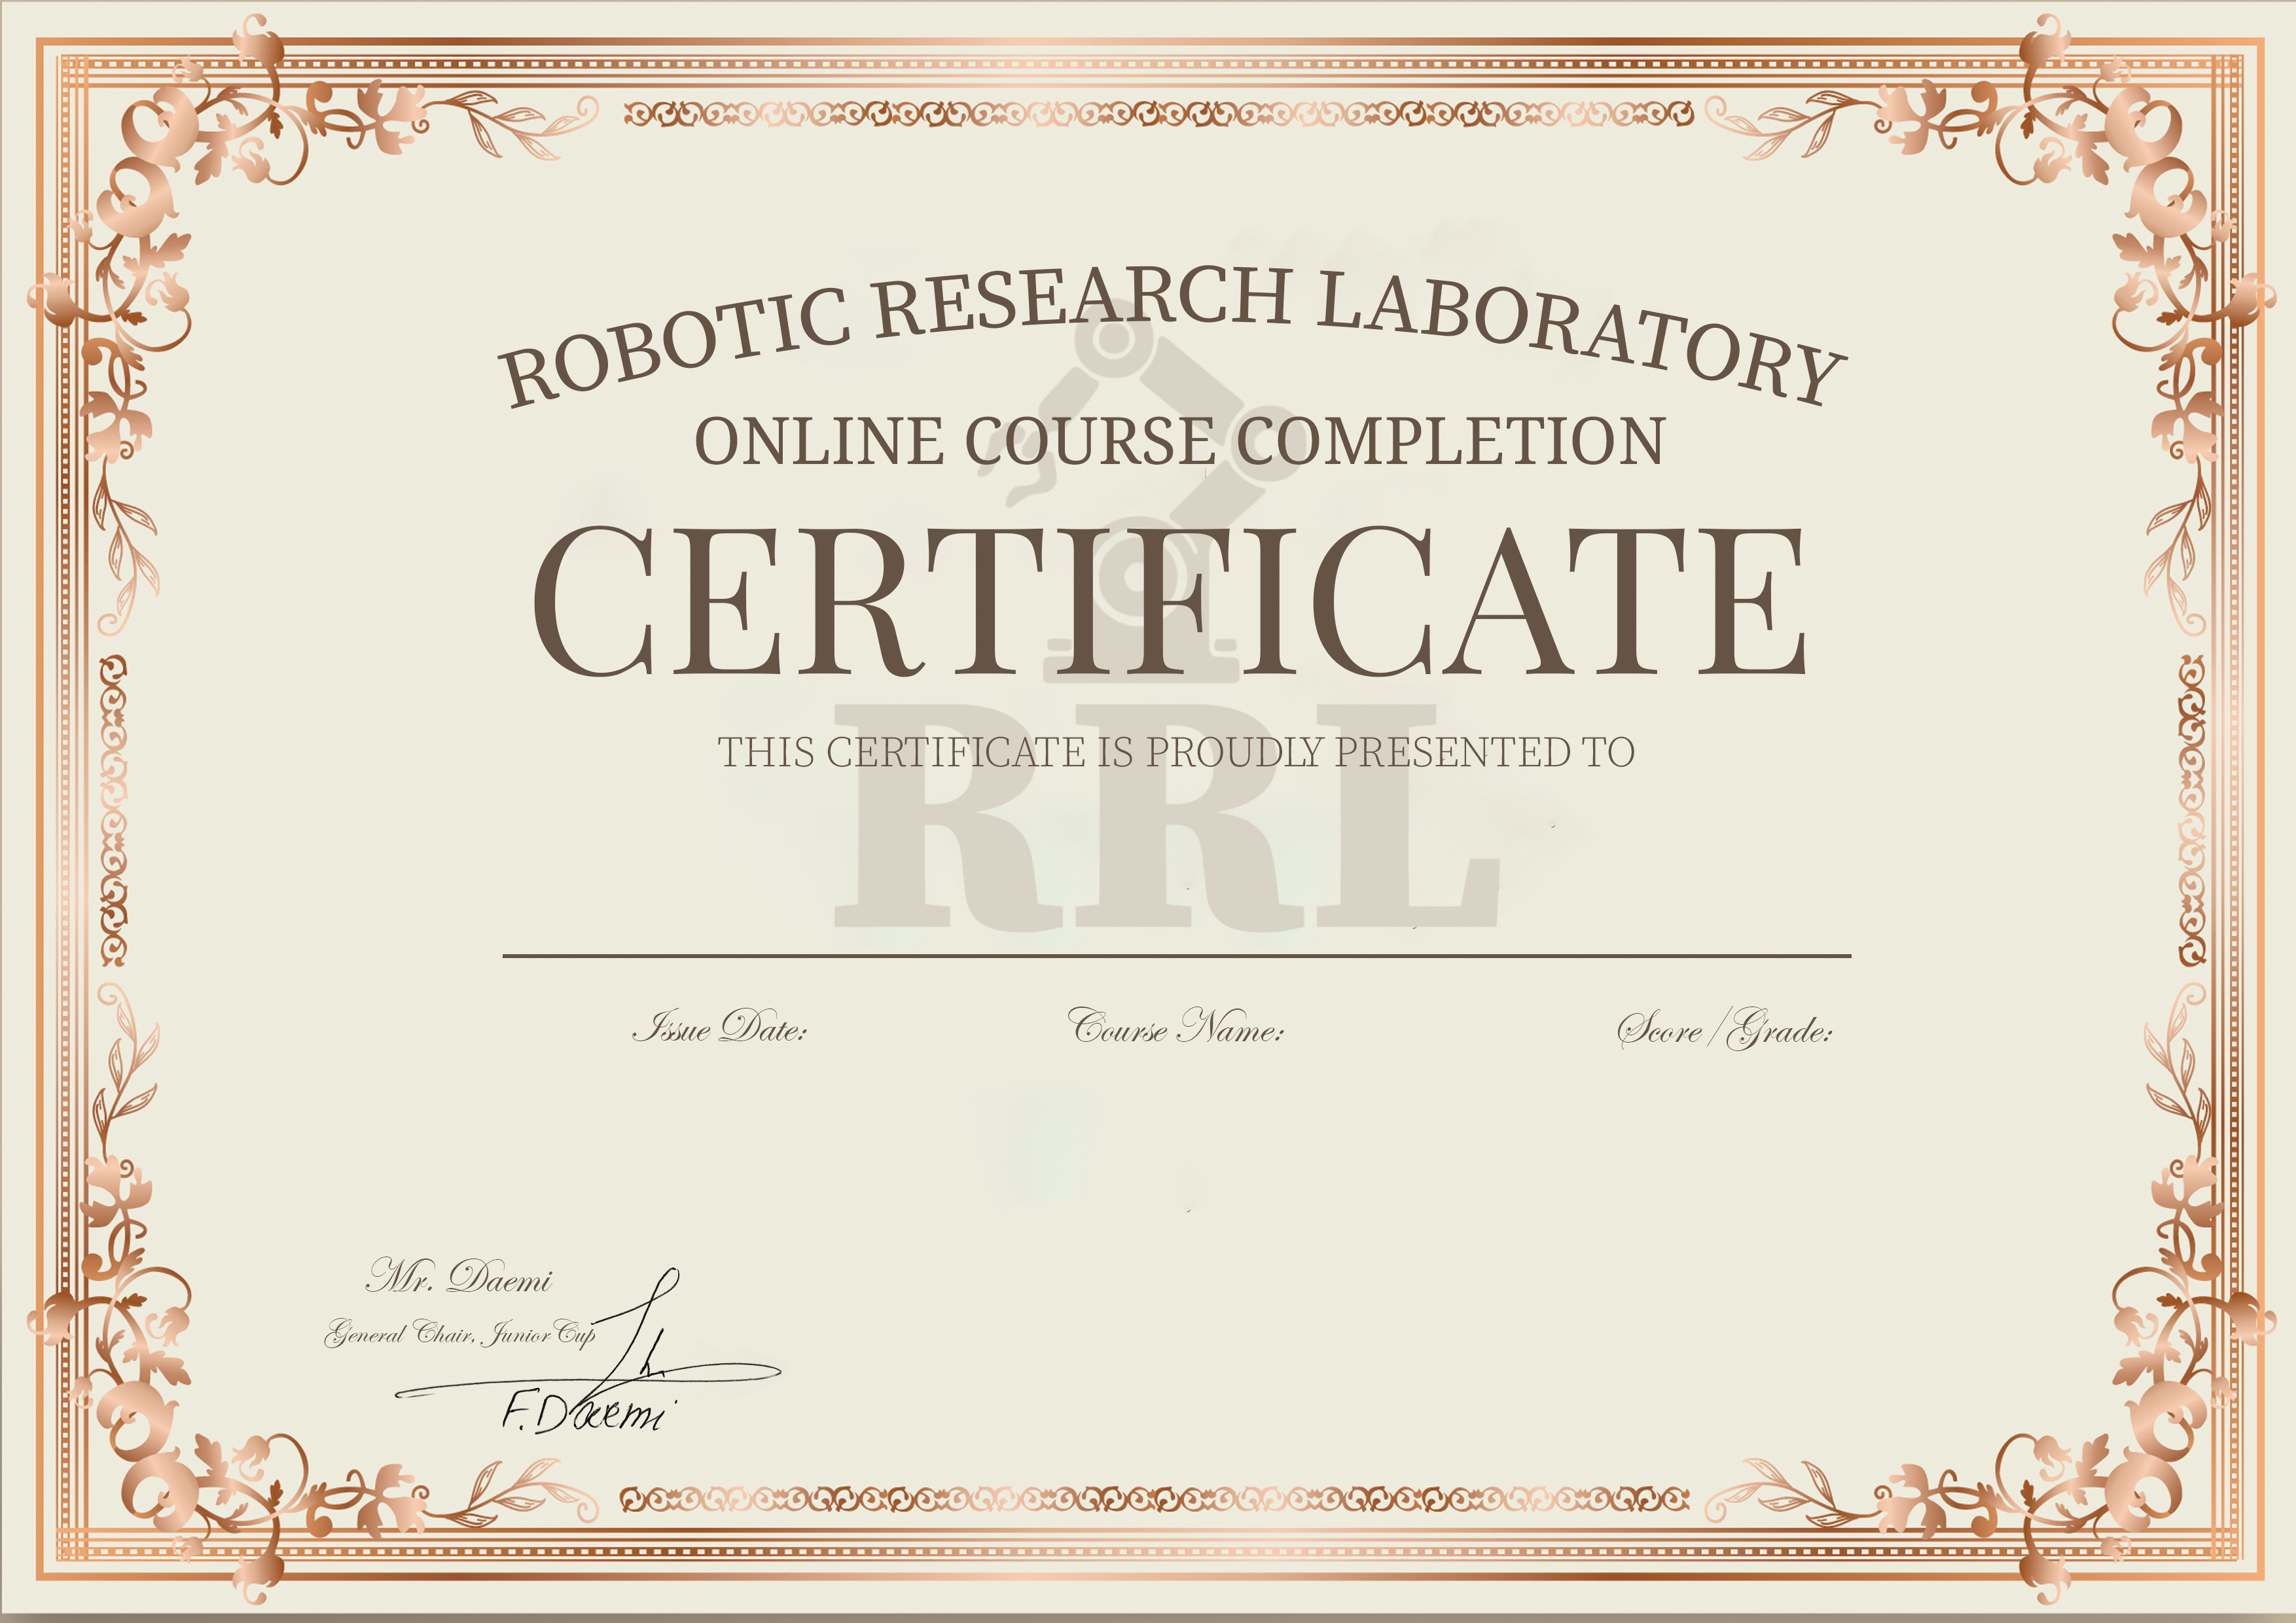 ROBOTIC RESEARCH LABORATORY
ONLINE COURSE COMPLETION
CERTIFICATE
RRL
THIS CERTIFICATE IS PROUDLY PRESENTED TO
Issue Date:
Course Name:
Score/Grade:
Mr. Daemi
General Chair, Junior Cup
F.Daemi